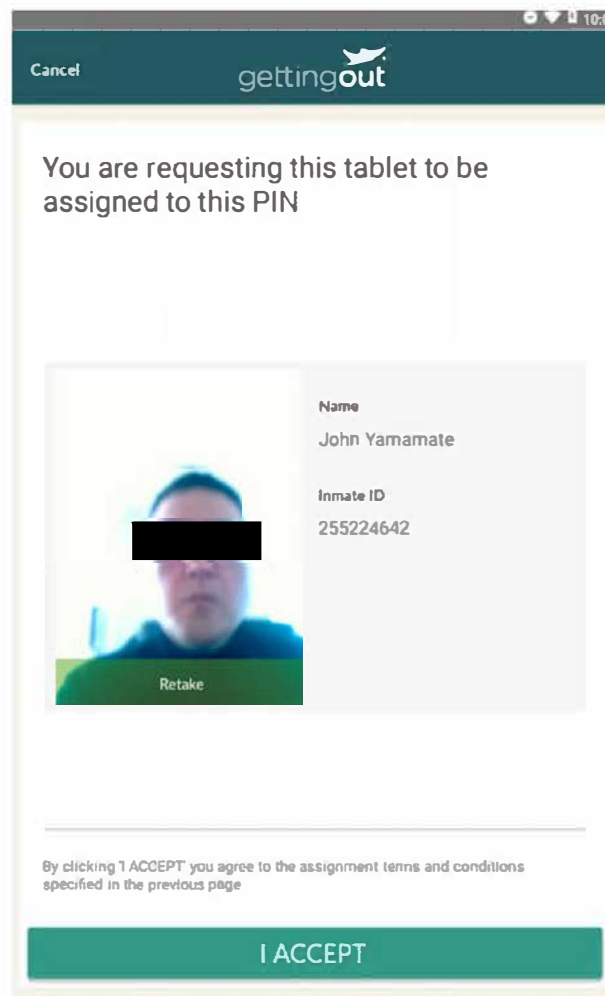 10:
Cancel
gettingout
You are requesting this tablet to be
assigned to this PIN
Name
John Yamamate
Inmate ID
255224642
Retake
By clicking 'I ACCEPT' you agree to the assignment terms and conditions
specified in the previous page
I ACCEPT